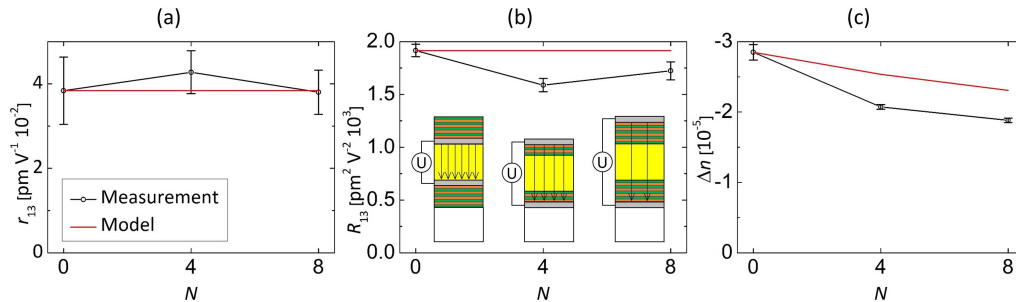 (a)
r13 [pm V-1 10-2]
4
2
0
Measurement
Model
0 4 8
N
(b)
R13 [pm2 V-2 103]
2.0
1.5
1.0
0.5
0.0
U U U
0 4 8
N
(c)
Δn [10-5]
-3
-2
-1
0
0 4 8
N